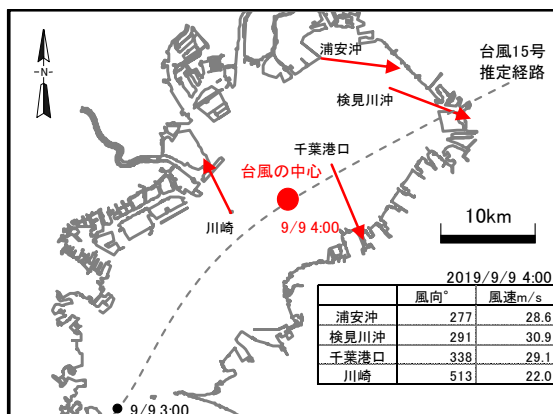 浦安沖
台風15号
推定経路
-N-
検見川沖
千葉港口
台風の中心
川崎
9/9 4:00
10km
2019/9/9 4:00
風向° 風速m/s
浦安沖 277 28.6
検見川沖 291 30.9
千葉港口 338 29.1
川崎 513 22.0
9/9 3:00